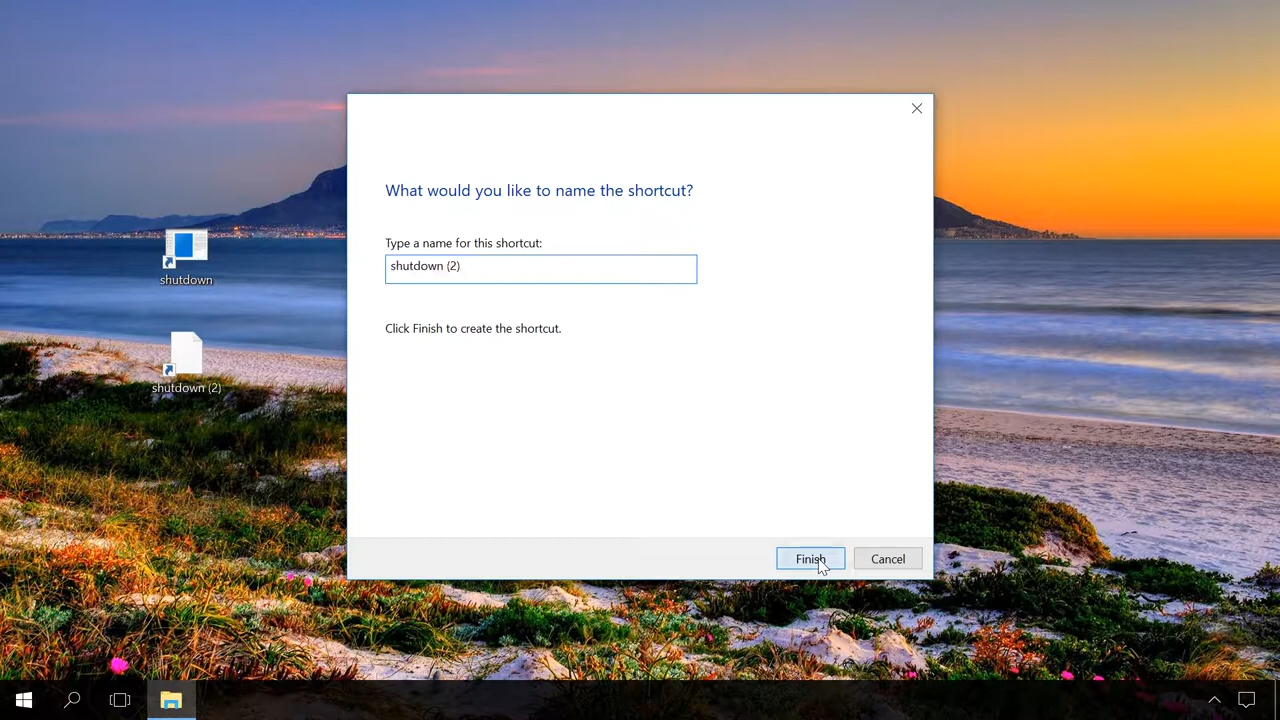 What would you like to name the shortcut?
Type a name for this shortcut:
shutdown (2)
Click Finish to create the shortcut.
Finish
Cancel
shutdown
shutdown (2)